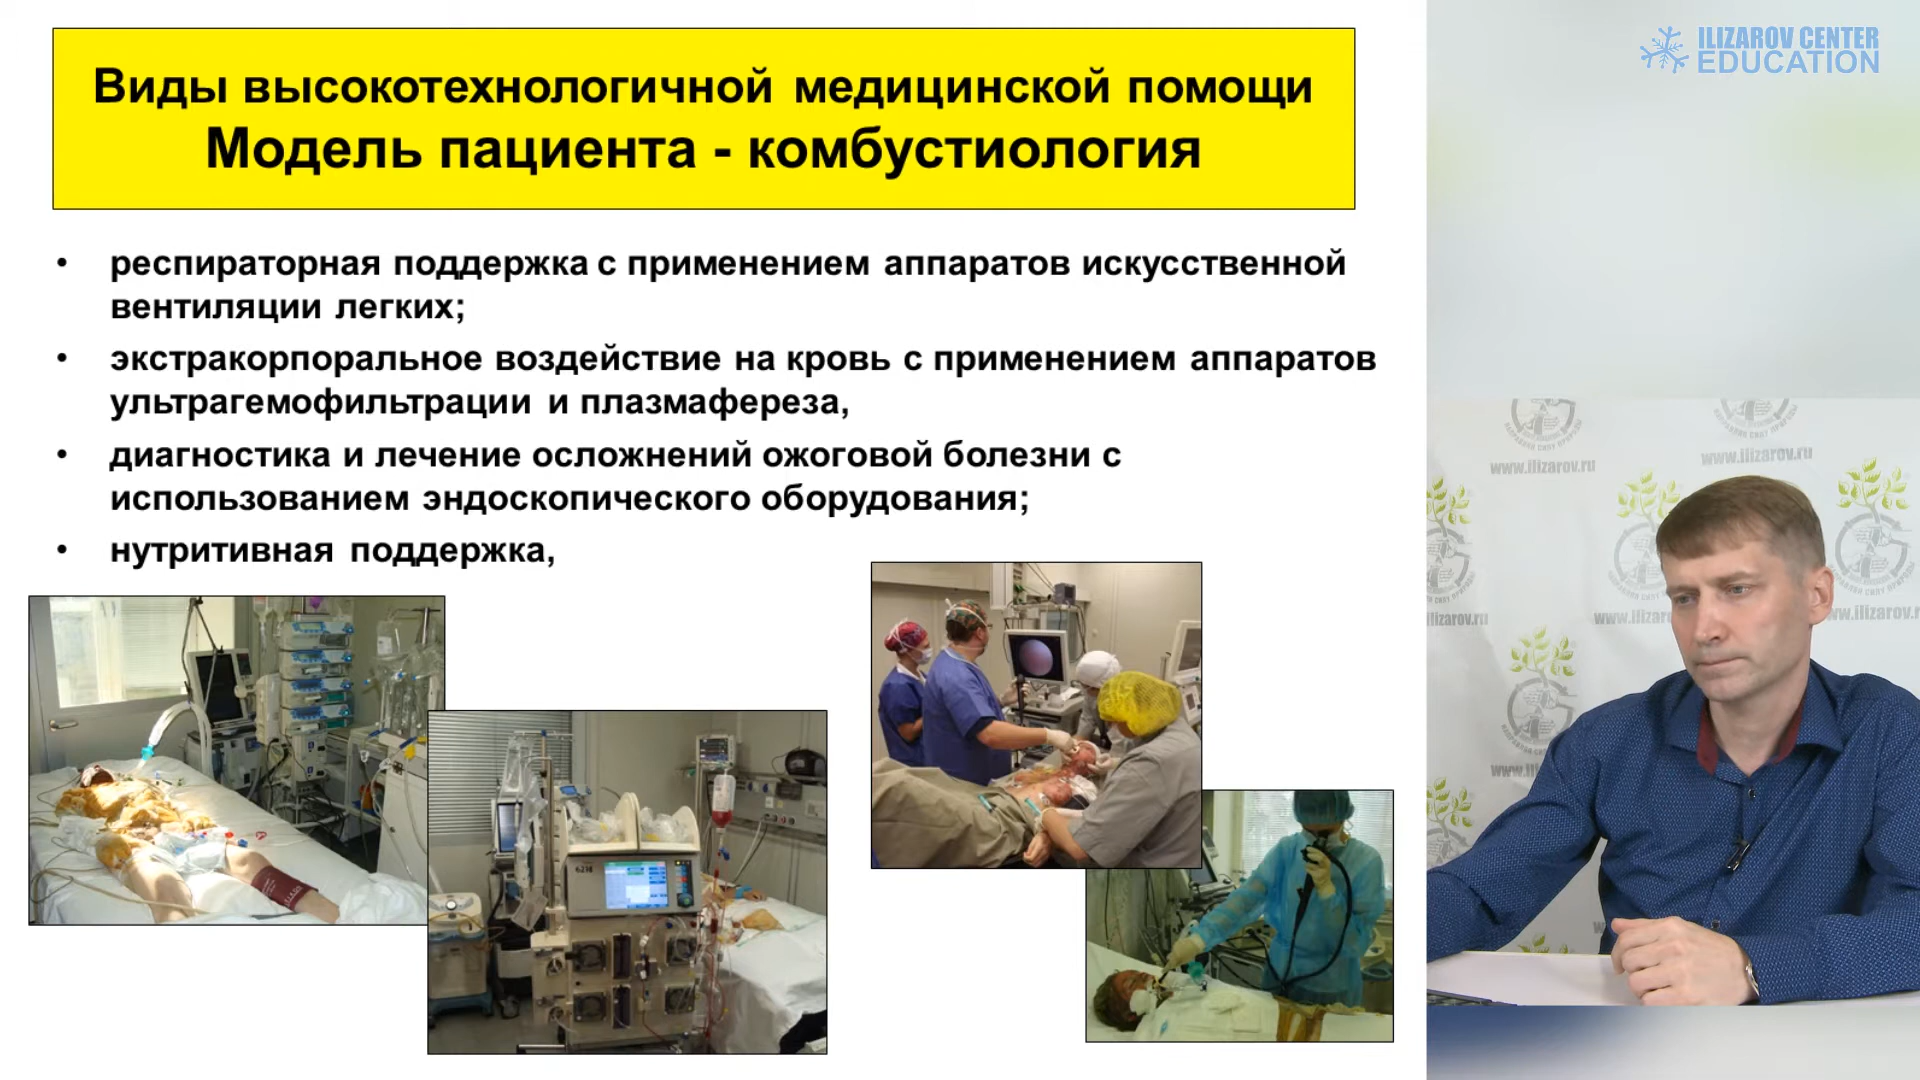 Виды высокотехнологичной медицинской помощи
Модель пациента - комбустиология
• респираторная поддержка с применением аппаратов искусственной
вентиляции легких;
• экстракорпоральное воздействие на кровь с применением аппаратов
ультрагемофильтрации и плазмафереза,
• диагностика и лечение осложнений ожоговой болезни с
использованием эндоскопического оборудования;
• нутритивная поддержка,
ILIZAROV CENTER
EDUCATION
www.ilizarov.ru
www.ilizarov.ru